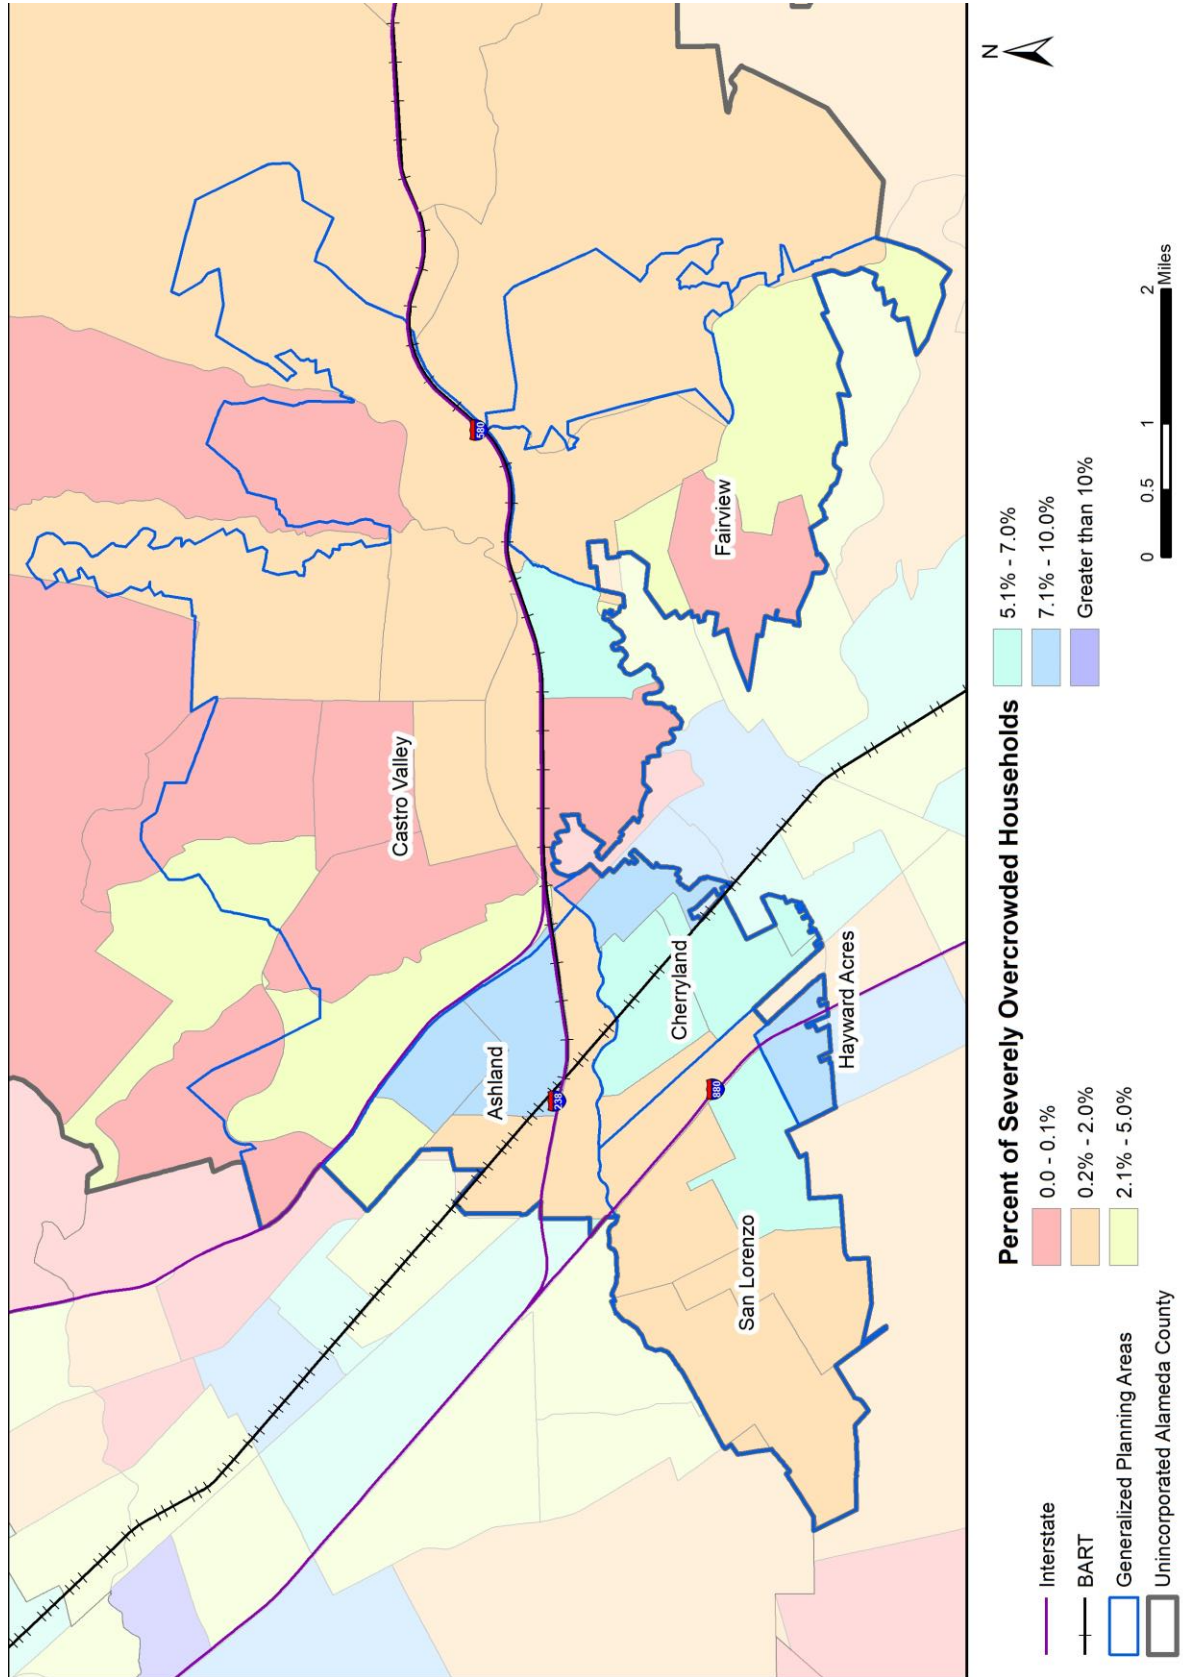 Castro Valley
Ashland
Cherryland
Fairview
Hayward Acres
San Lorenzo
580
238
880
N
Interstate
BART
Generalized Planning Areas
Unincorporated Alameda County
Percent of Severely Overcrowded Households
0.0 - 0.1%
0.2% - 2.0%
2.1% - 5.0%
5.1% - 7.0%
7.1% - 10.0%
Greater than 10%
0 0.5 1 2
Miles